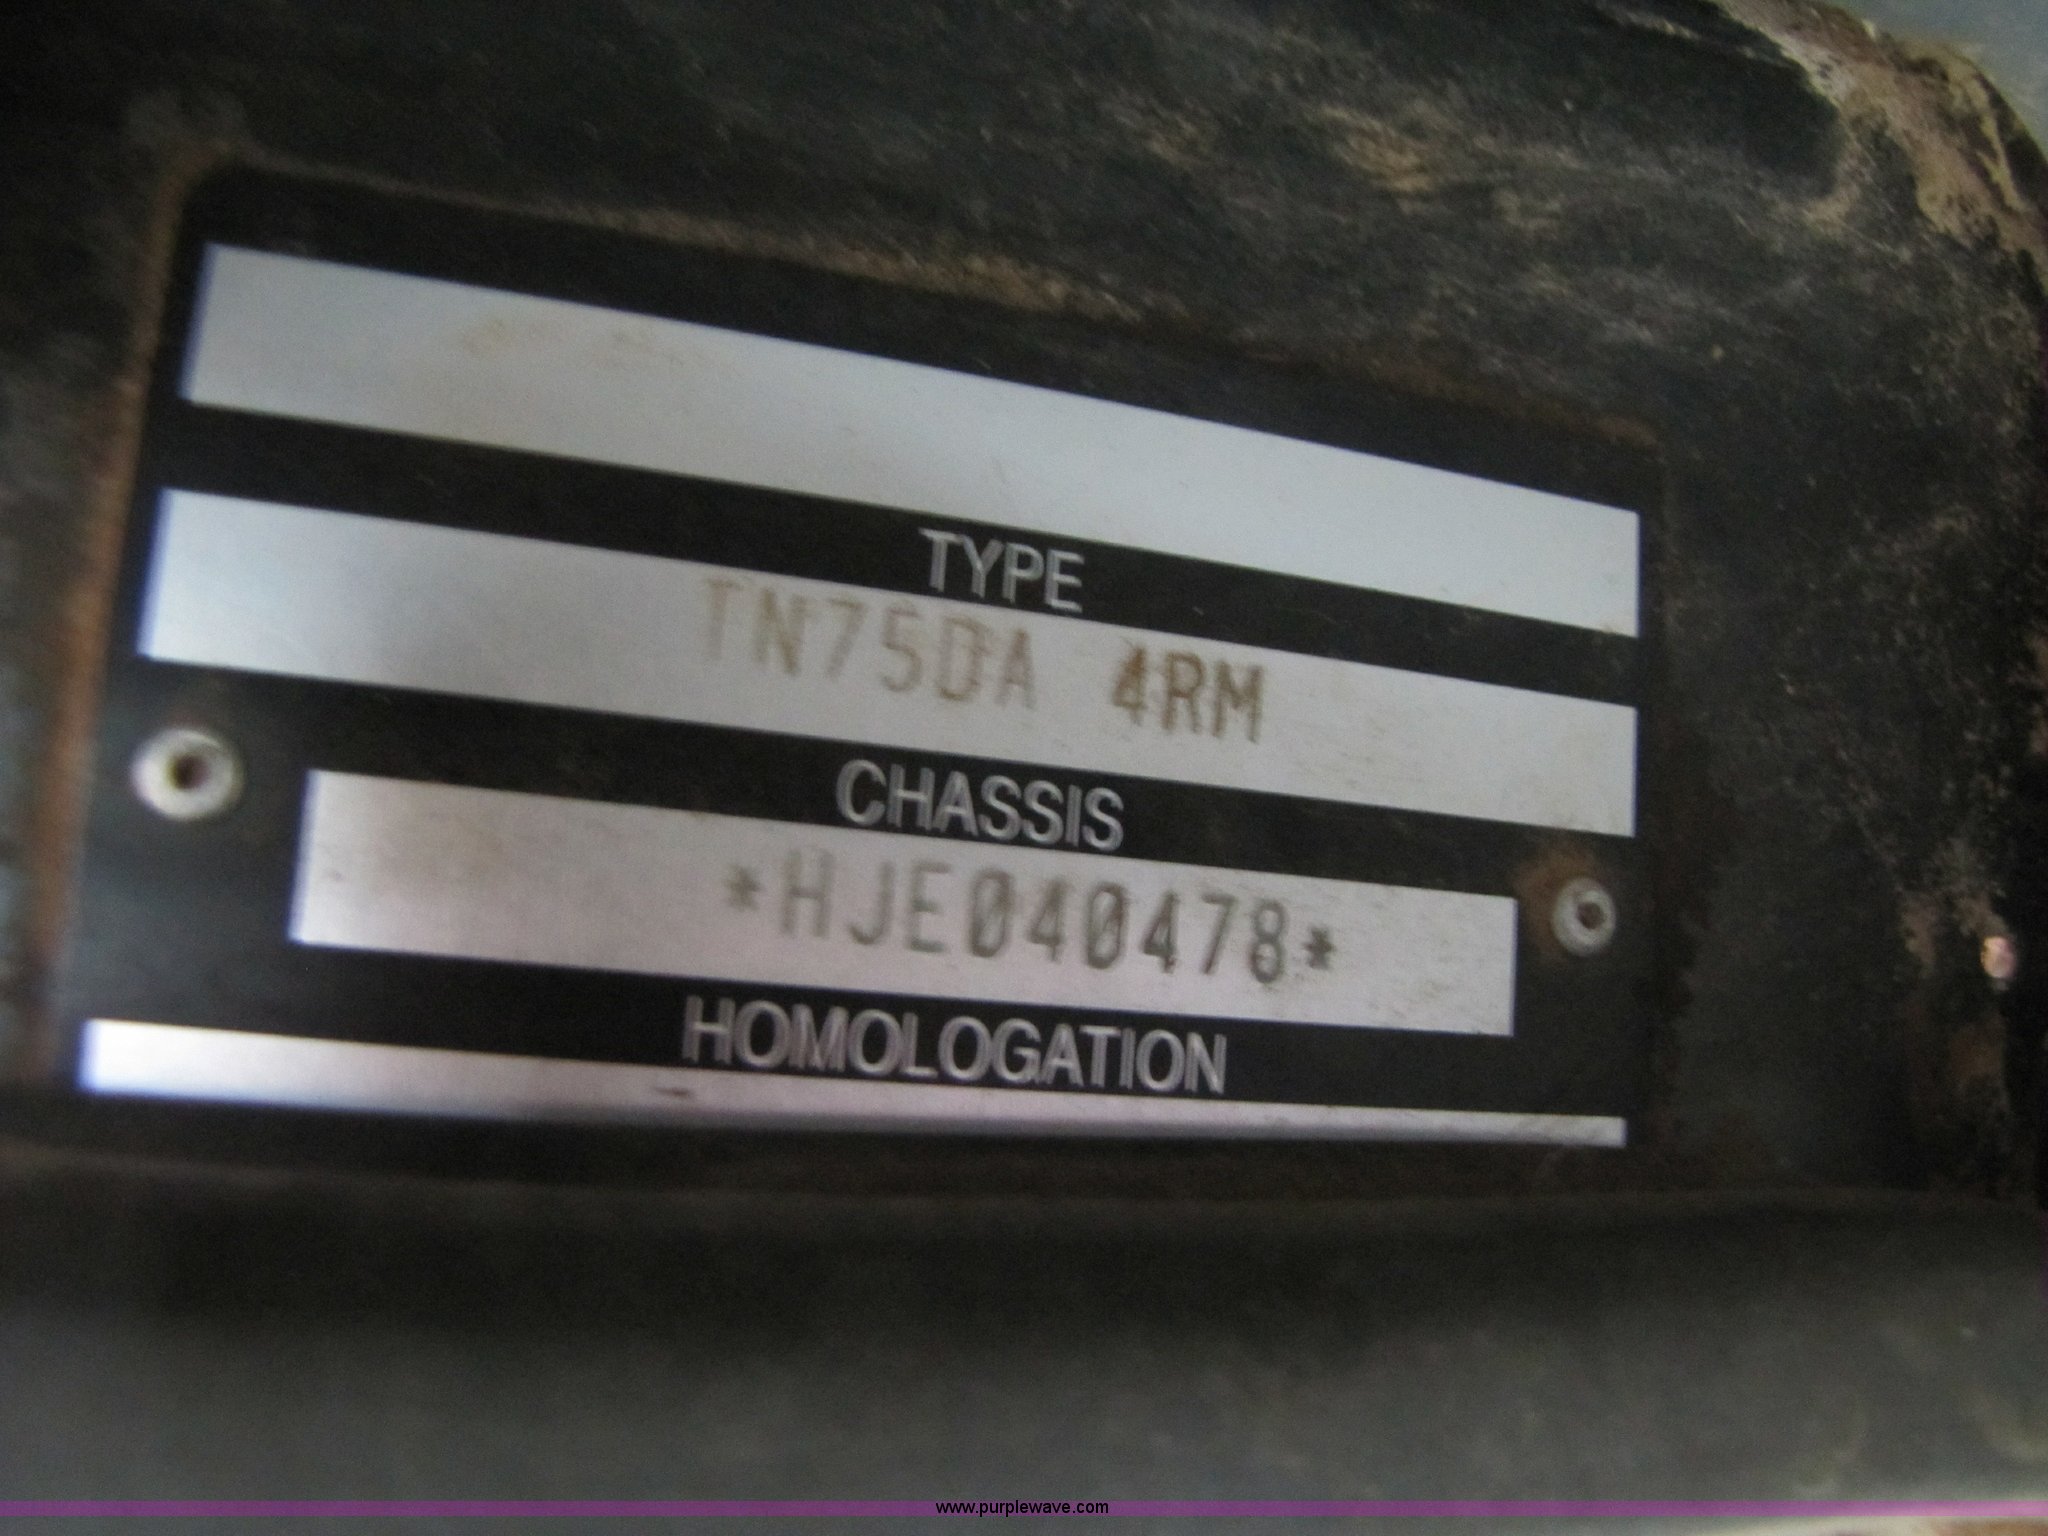 TYPE
TN75DA 4RM
CHASSIS
*HJE040478*
HOMOLOGATION
www.purplewave.com